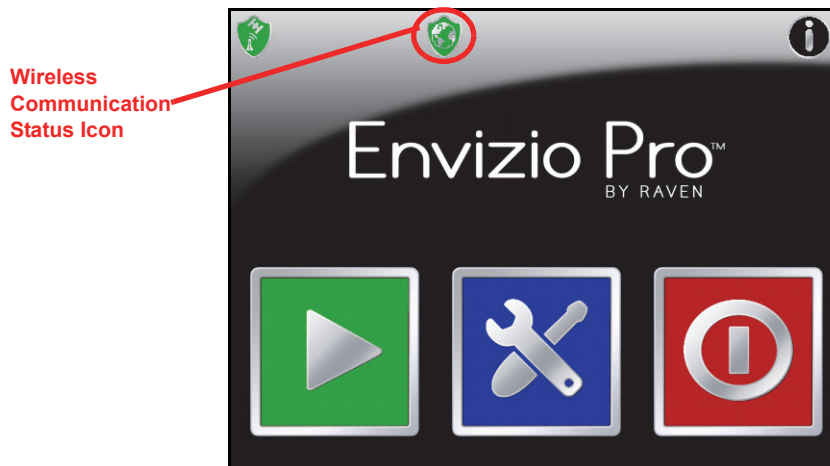 Wireless
Communication
Status Icon
Envizio Pro™
BY RAVEN